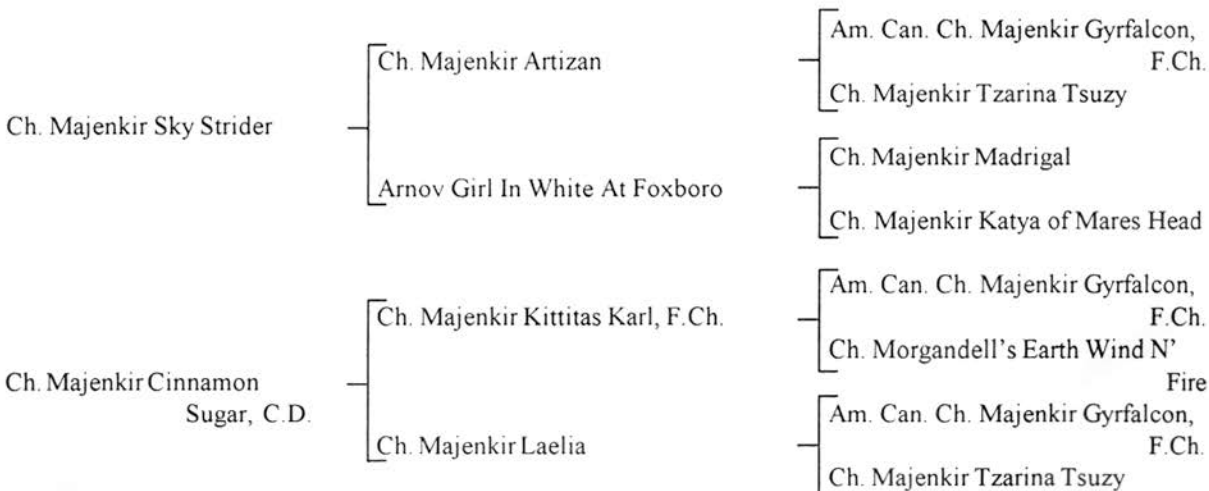 Am. Can. Ch. Majenkir Gyrfalcon,
F.Ch.
Ch. Majenkir Artizan
Ch. Majenkir Tzarina Tsuzy
Ch. Majenkir Sky Strider
Ch. Majenkir Madrigal
Arnov Girl In White At Foxboro
Ch. Majenkir Katya of Mares Head
Am. Can. Ch. Majenkir Gyrfalcon,
F.Ch.
Ch. Majenkir Kittitas Karl, F.Ch.
Ch. Morgandell's Earth Wind N'
Fire
Ch. Majenkir Cinnamon
Sugar, C.D.
Am. Can. Ch. Majenkir Gyrfalcon,
F.Ch.
Ch. Majenkir Laelia
Ch. Majenkir Tzarina Tsuzy